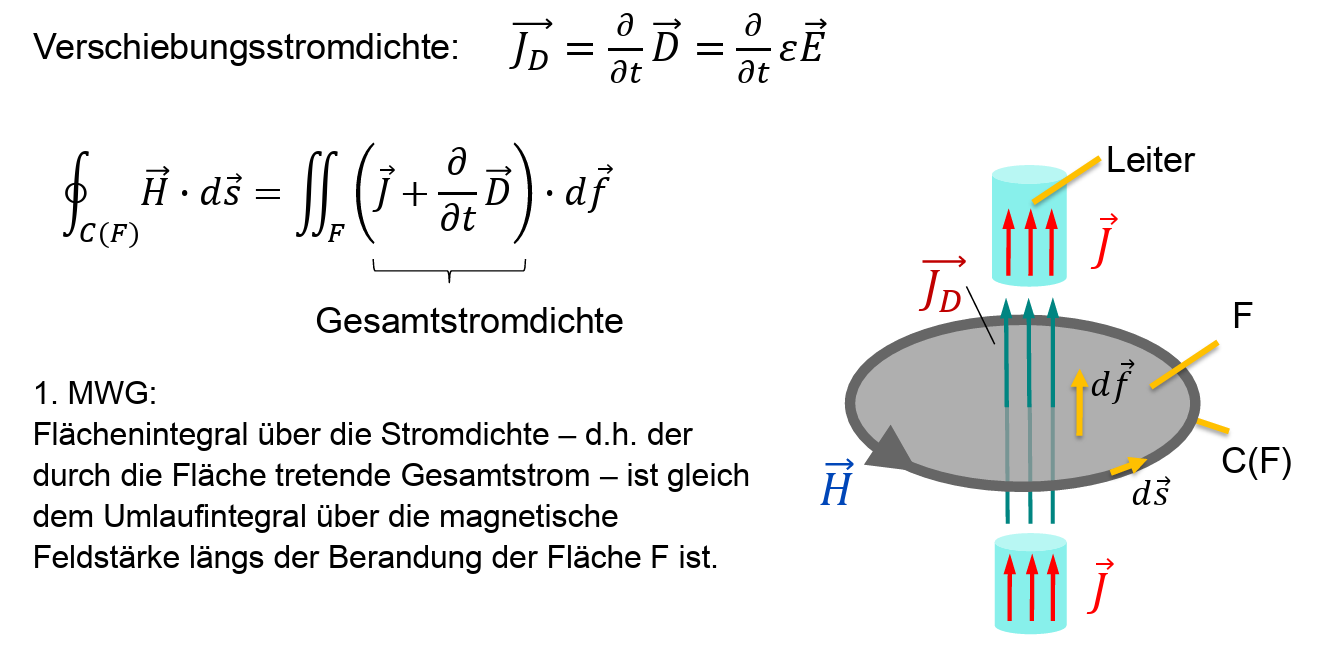 Verschiebungsstromdichte: $\overrightarrow{J_D} = \frac{\partial}{\partial t}\vec{D} = \frac{\partial}{\partial t}\varepsilon\vec{E}$
$\oint_{C(F)} \vec{H} \cdot d\vec{s} = \iint_F \left(\vec{J} + \frac{\partial}{\partial t}\vec{D}\right) \cdot d\vec{f}$
Gesamtstromdichte
1. MWG:
Flächenintegral über die Stromdichte – d.h. der
durch die Fläche tretende Gesamtstrom – ist gleich
dem Umlaufintegral über die magnetische
Feldstärke längs der Berandung der Fläche F ist.
Leiter
$\vec{J}$
$\overrightarrow{J_D}$
F
$d\vec{f}$
C(F)
$\vec{H}$
$d\vec{s}$
$\vec{J}$